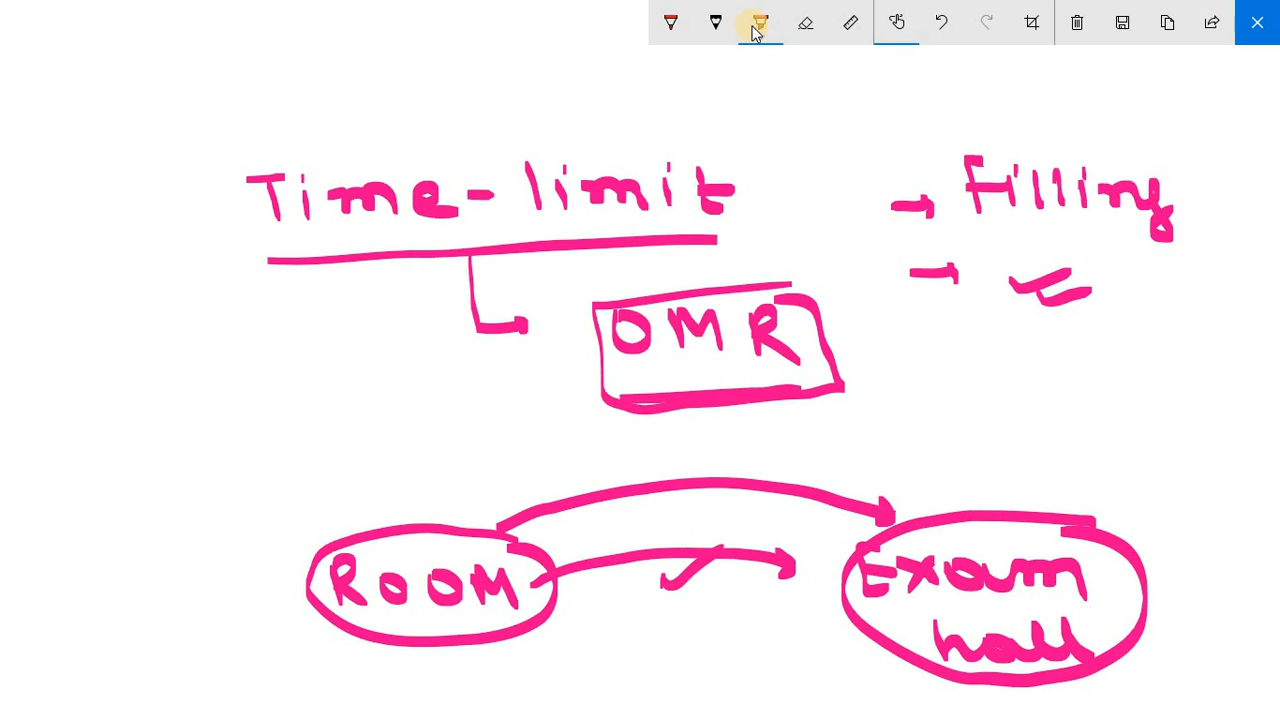 Time-limit → Filling
→
OMR
ROOM
Exam
hall